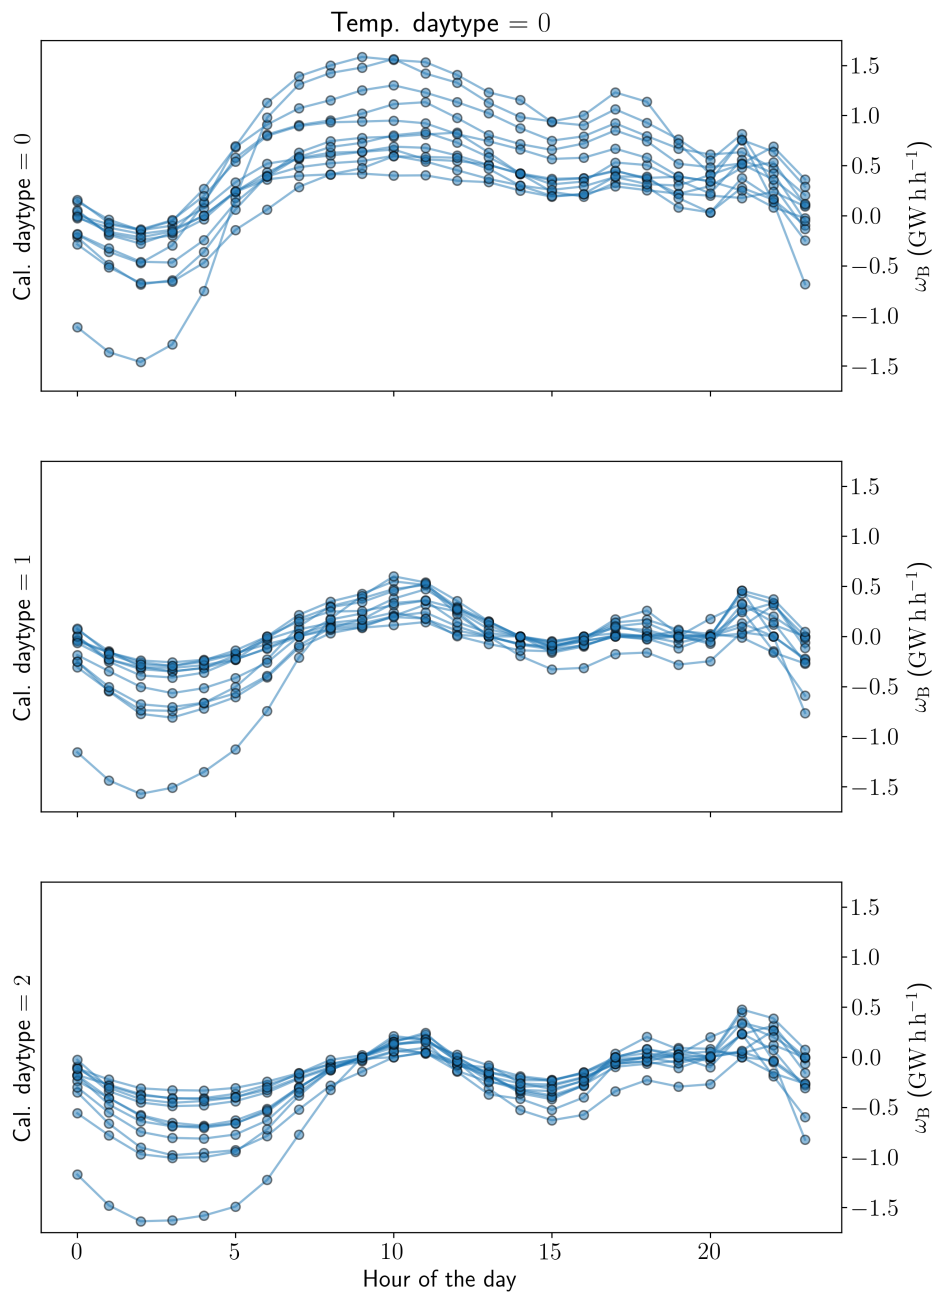 Temp. daytype = 0
Cal. daytype = 0
1.5
1.0
0.5
0.0
−0.5
−1.0
−1.5
ω_B (GW h h⁻¹)
Cal. daytype = 1
1.5
1.0
0.5
0.0
−0.5
−1.0
−1.5
ω_B (GW h h⁻¹)
Cal. daytype = 2
1.5
1.0
0.5
0.0
−0.5
−1.0
−1.5
ω_B (GW h h⁻¹)
0 5 10 15 20
Hour of the day